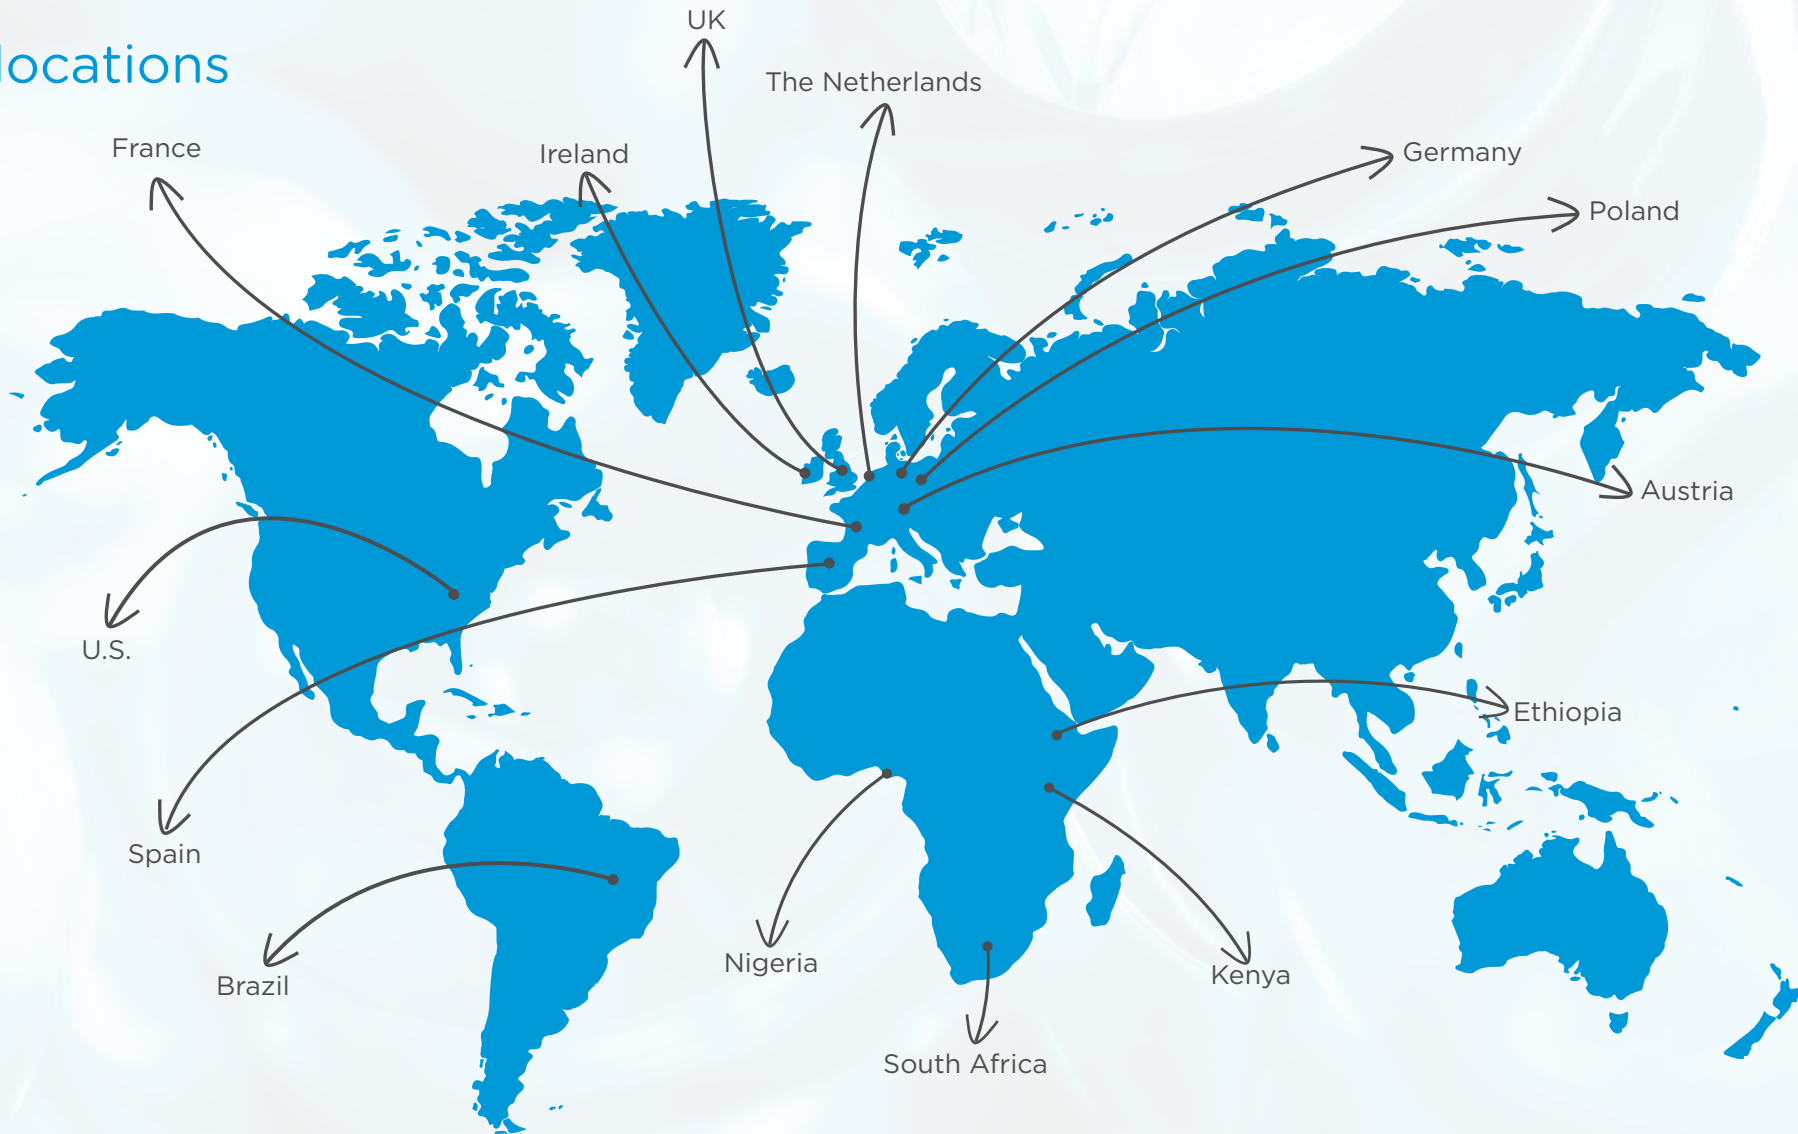 UK
locations
The Netherlands
France
Ireland
Germany
Poland
Austria
U.S.
Ethiopia
Spain
Nigeria
Kenya
Brazil
South Africa